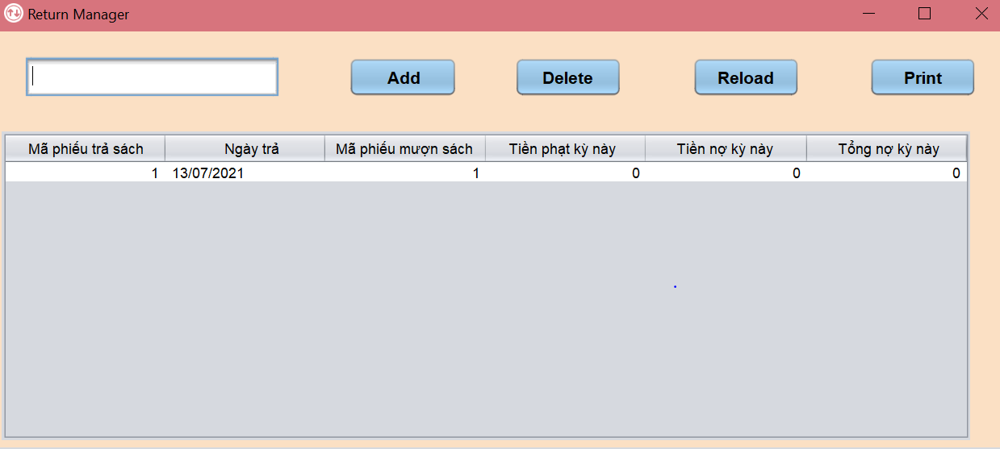 Return Manager
Add Delete Reload Print
Mã phiếu trả sách Ngày trả Mã phiếu mượn sách Tiền phạt kỳ này Tiền nợ kỳ này Tổng nợ kỳ này
1 13/07/2021 1 0 0 0